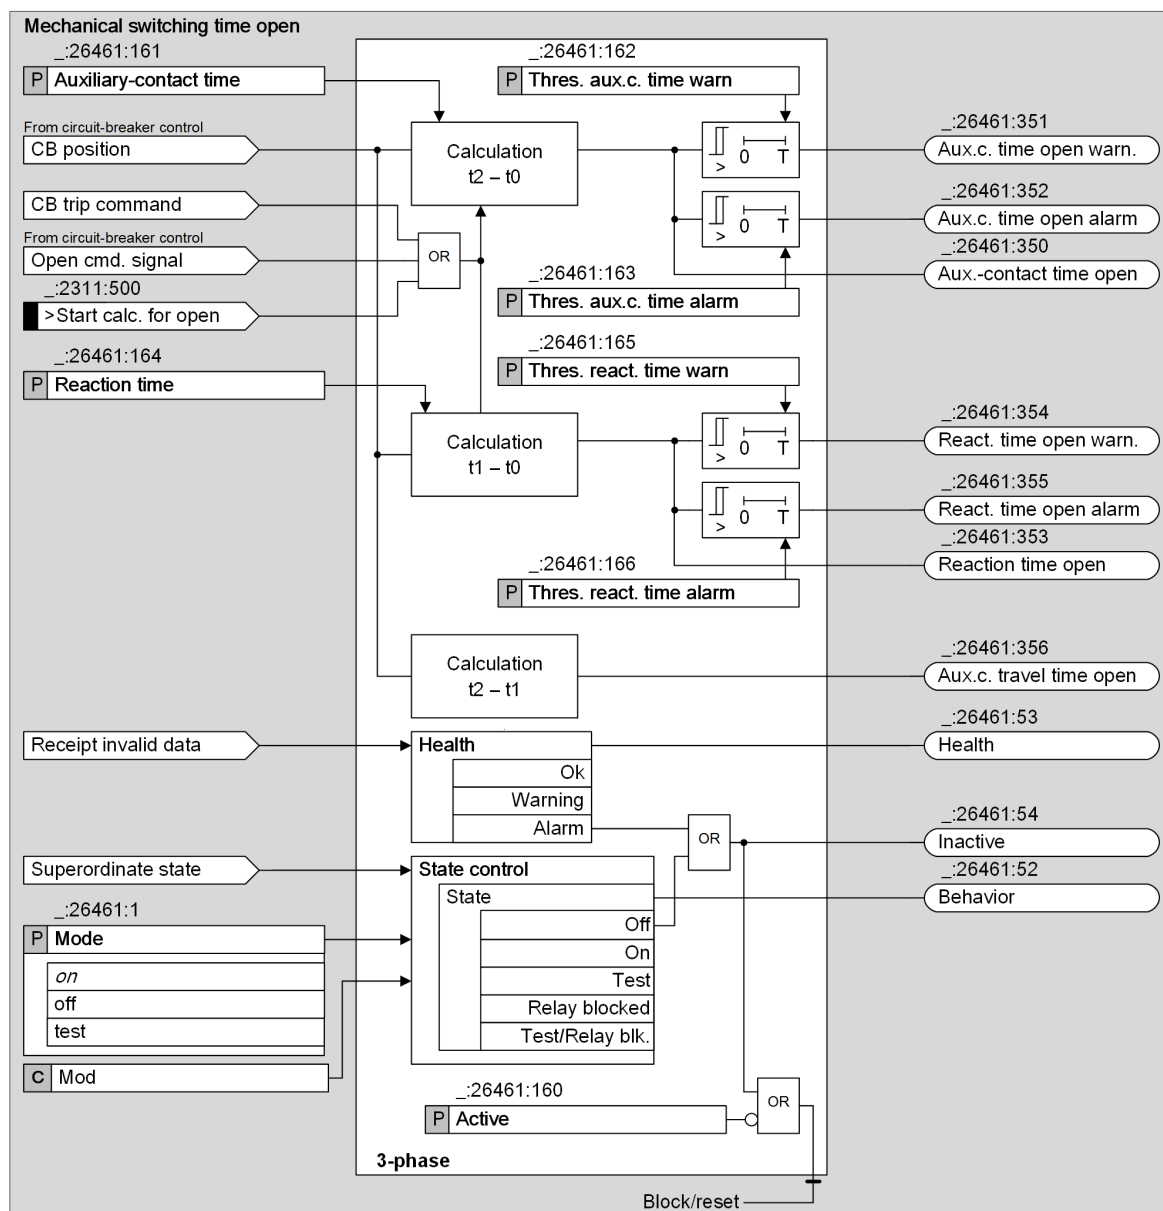 Mechanical switching time open
_:26461:161
P Auxiliary-contact time
_:26461:162
P Thres. aux.c. time warn
From circuit-breaker control
CB position
Calculation
t2 – t0
> 0 T
_:26461:351
Aux.c. time open warn.
CB trip command
> 0 T
_:26461:352
Aux.c. time open alarm
From circuit-breaker control
Open cmd. signal
OR
_:26461:350
Aux.-contact time open
_:2311:500
>Start calc. for open
_:26461:163
P Thres. aux.c. time alarm
_:26461:164
P Reaction time
_:26461:165
P Thres. react. time warn
Calculation
t1 – t0
> 0 T
_:26461:354
React. time open warn.
> 0 T
_:26461:355
React. time open alarm
_:26461:353
Reaction time open
_:26461:166
P Thres. react. time alarm
Calculation
t2 – t1
_:26461:356
Aux.c. travel time open
Receipt invalid data
Health
Ok
Warning
Alarm
_:26461:53
Health
OR
_:26461:54
Inactive
Superordinate state
State control
State
Off
On
Test
Relay blocked
Test/Relay blk.
_:26461:52
Behavior
_:26461:1
P Mode
on
off
test
C Mod
_:26461:160
P Active
OR
3-phase
Block/reset